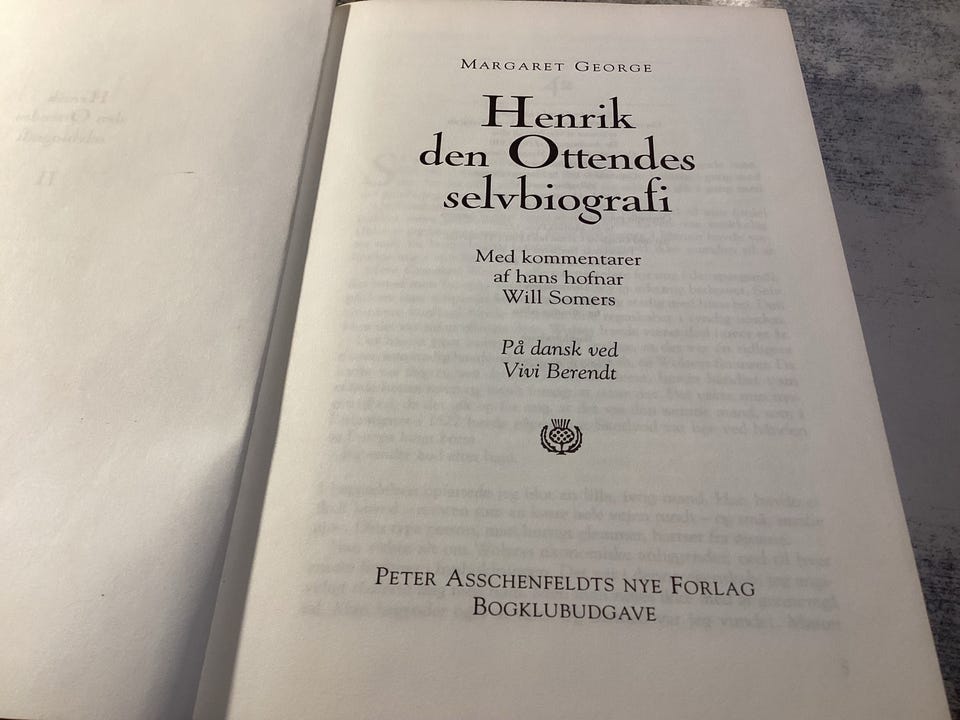 MARGARET GEORGE
Henrik
den Ottendes
selvbiografi
Med kommentarer
af hans hofnar
Will Somers
På dansk ved
Vivi Berendt
PETER ASSCHENFELDTS NYE FORLAG
BOGKLUBUDGAVE